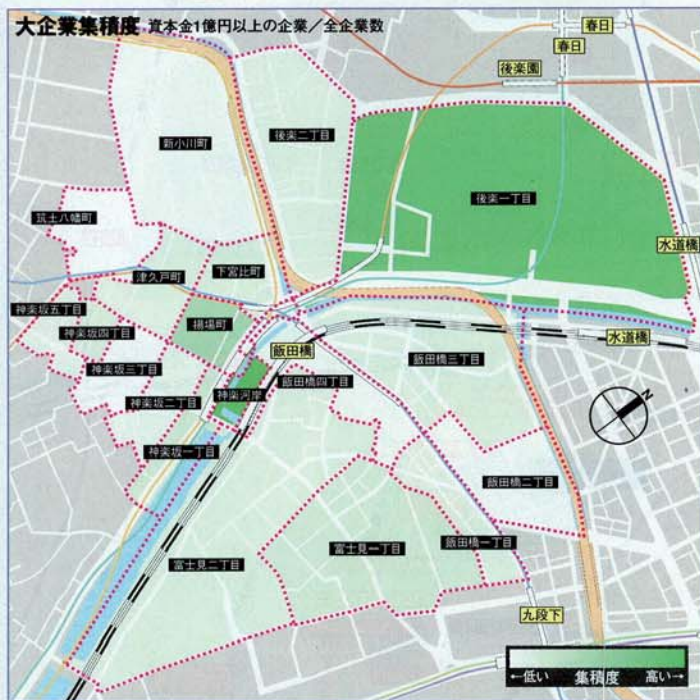 大企業集積度 資本金1億円以上の企業／全企業数
春日
春日
後楽園
新小川町
後楽二丁目
後楽一丁目
筑土八幡町
水道橋
津久戸町
下宮比町
神楽坂五丁目
神楽坂四丁目
揚場町
神楽坂三丁目
飯田橋
飯田橋三丁目
水道橋
神楽坂二丁目
神楽河岸
飯田橋四丁目
N
神楽坂一丁目
飯田橋二丁目
富士見二丁目
富士見一丁目
飯田橋一丁目
九段下
←低い 集積度 高い→